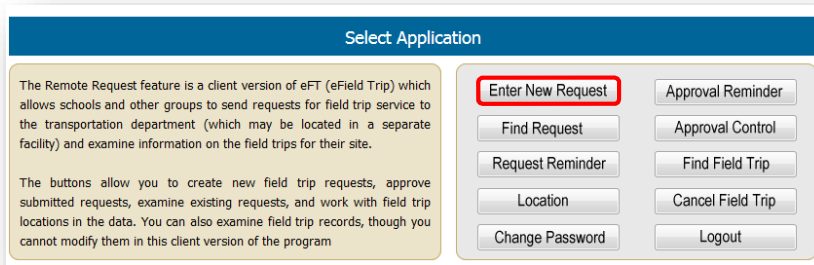 Select Application
The Remote Request feature is a client version of eFT (eField Trip) which
allows schools and other groups to send requests for field trip service to
the transportation department (which may be located in a separate
facility) and examine information on the field trips for their site.
The buttons allow you to create new field trip requests, approve
submitted requests, examine existing requests, and work with field trip
locations in the data. You can also examine field trip records, though you
cannot modify them in this client version of the program
Enter New Request
Approval Reminder
Find Request
Approval Control
Request Reminder
Find Field Trip
Location
Cancel Field Trip
Change Password
Logout